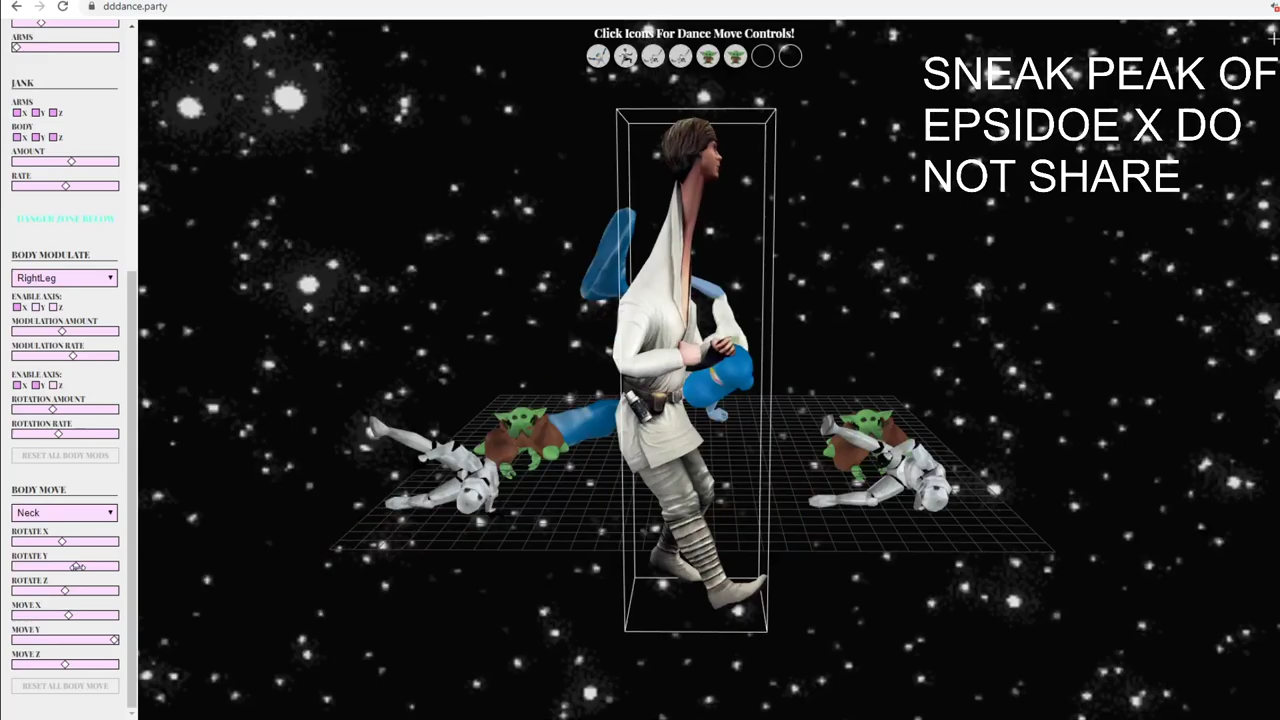 dddance.party
ARMS
JANK
ARMS
X Y Z
BODY
X Y Z
AMOUNT
RATE
DANGER ZONE BELOW
BODY MODULATE
RightLeg
ENABLE AXIS:
X Y Z
MODULATION AMOUNT
MODULATION RATE
ENABLE AXIS:
X Y Z
ROTATION AMOUNT
ROTATION RATE
RESET ALL BODY MODS
BODY MOVE
Neck
ROTATE X
ROTATE Y
ROTATE Z
MOVE X
MOVE Y
MOVE Z
RESET ALL BODY MOVE
Click Icons For Dance Move Controls!
SNEAK PEAK OF
EPSIDOE X DO
NOT SHARE